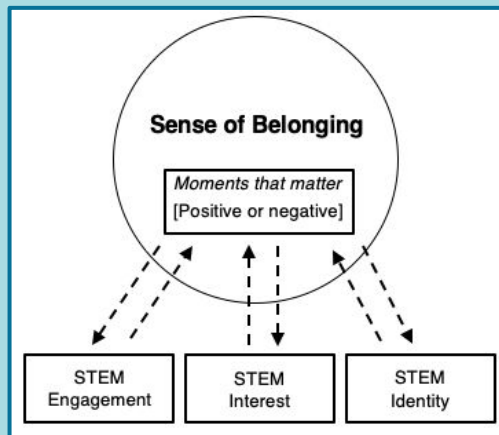 Sense of Belonging
Moments that matter
[Positive or negative]
STEM
Engagement
STEM
Interest
STEM
Identity